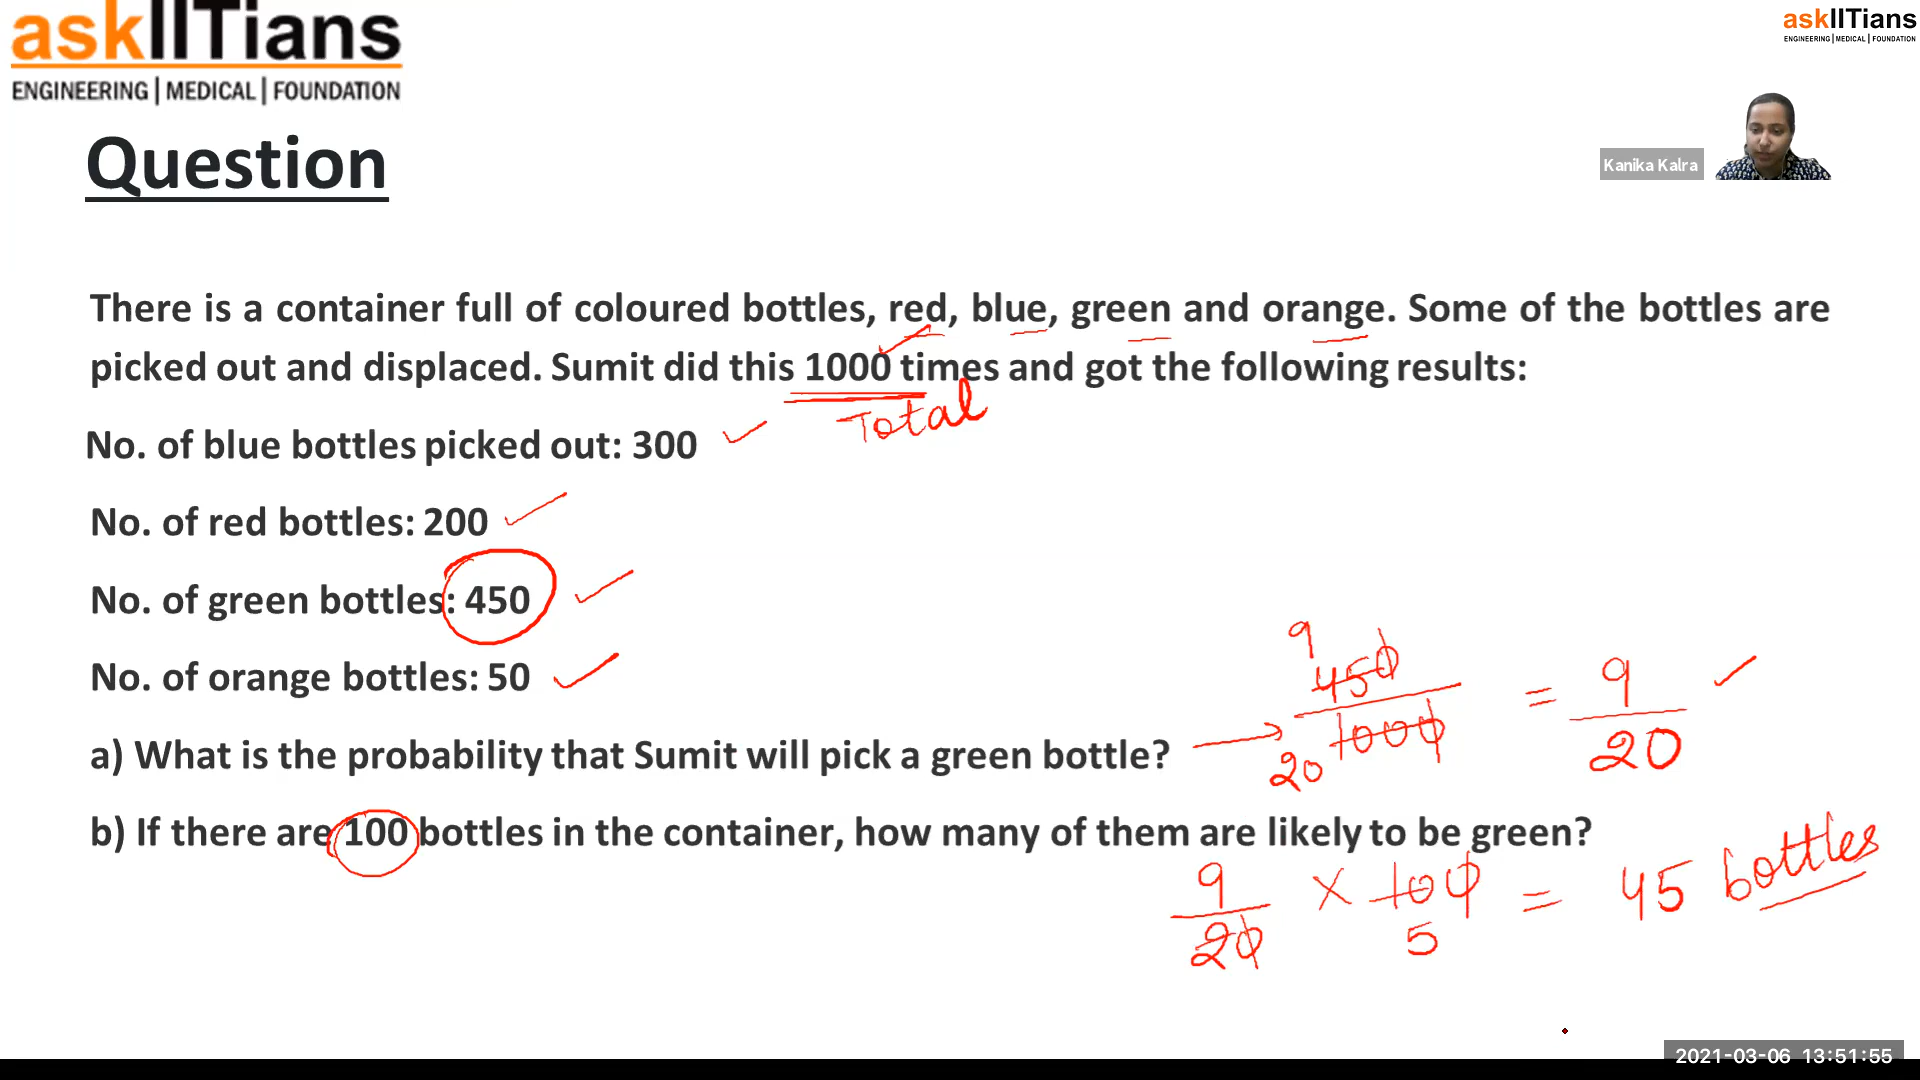 askIITians
ENGINEERING | MEDICAL | FOUNDATION
askIITians
ENGINEERING | MEDICAL | FOUNDATION
Kanika Kalra
Question
There is a container full of coloured bottles, red, blue, green and orange. Some of the bottles are
picked out and displaced. Sumit did this 1000 times and got the following results:
Total
No. of blue bottles picked out: 300
No. of red bottles: 200
No. of green bottles: 450
No. of orange bottles: 50
9
450
1000
20
= 9/20
a) What is the probability that Sumit will pick a green bottle?
b) If there are 100 bottles in the container, how many of them are likely to be green?
9/20 × 100 = 45 bottles
5
2021-03-06 13:51:55